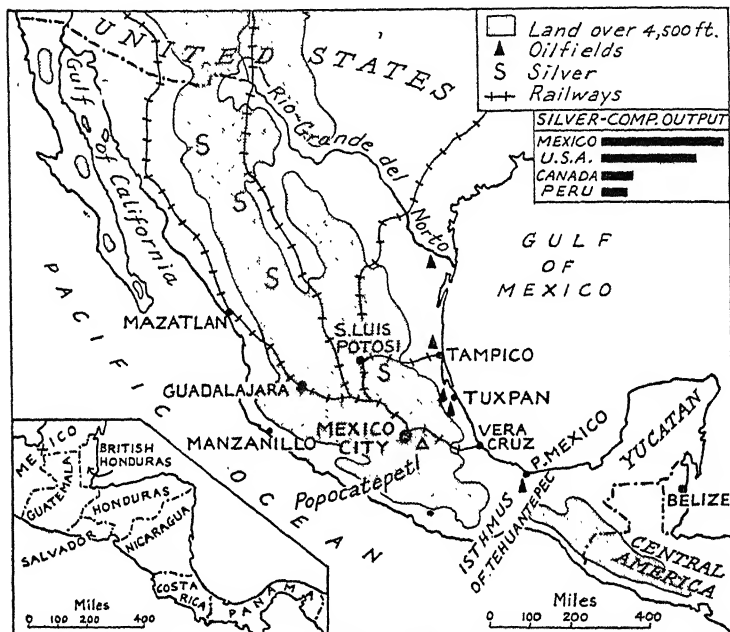 UNITED STATES
Land over 4,500 ft.
Oilfields
S Silver
Railways
SILVER-COMP. OUTPUT
MEXICO
U.S.A.
CANADA
PERU
Gulf of California
Rio-Grande del Norto
GULF
OF
MEXICO
PACIFIC OCEAN
S
S
S
S
MAZATLAN
S. LUIS
POTOSI
TAMPICO
GUADALAJARA
TUXPAN
MEXICO
CITY
VERA
CRUZ
MANZANILLO
Popocatepetl
P. MEXICO
YUCATAN
BELIZE
ISTHMUS
OF TEHUANTEPEC
CENTRAL
AMERICA
Miles
0 100 200 400
MEXICO
BRITISH
HONDURAS
GUATEMALA
HONDURAS
SALVADOR
NICARAGUA
COSTA
RICA
PANAMA
Miles
0 100 200 400